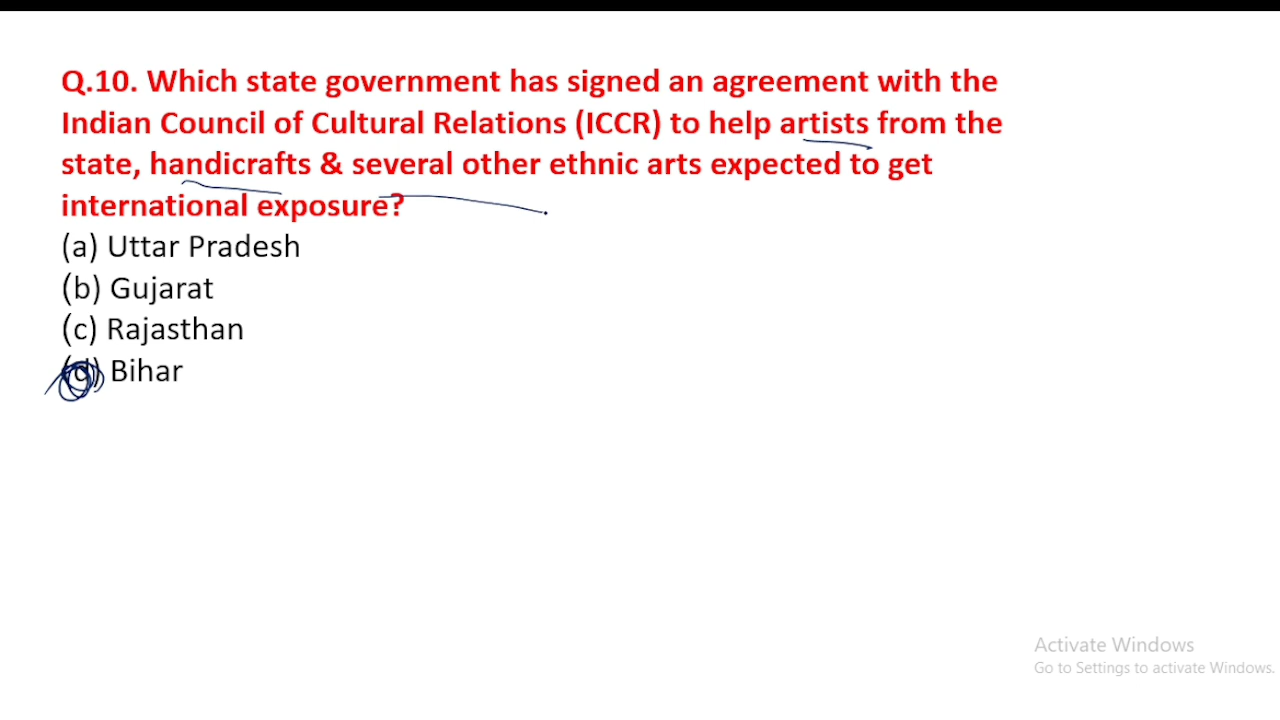 Q.10. Which state government has signed an agreement with the
Indian Council of Cultural Relations (ICCR) to help artists from the
state, handicrafts & several other ethnic arts expected to get
international exposure?
(a) Uttar Pradesh
(b) Gujarat
(c) Rajasthan
(d) Bihar
Activate Windows
Go to Settings to activate Windows.